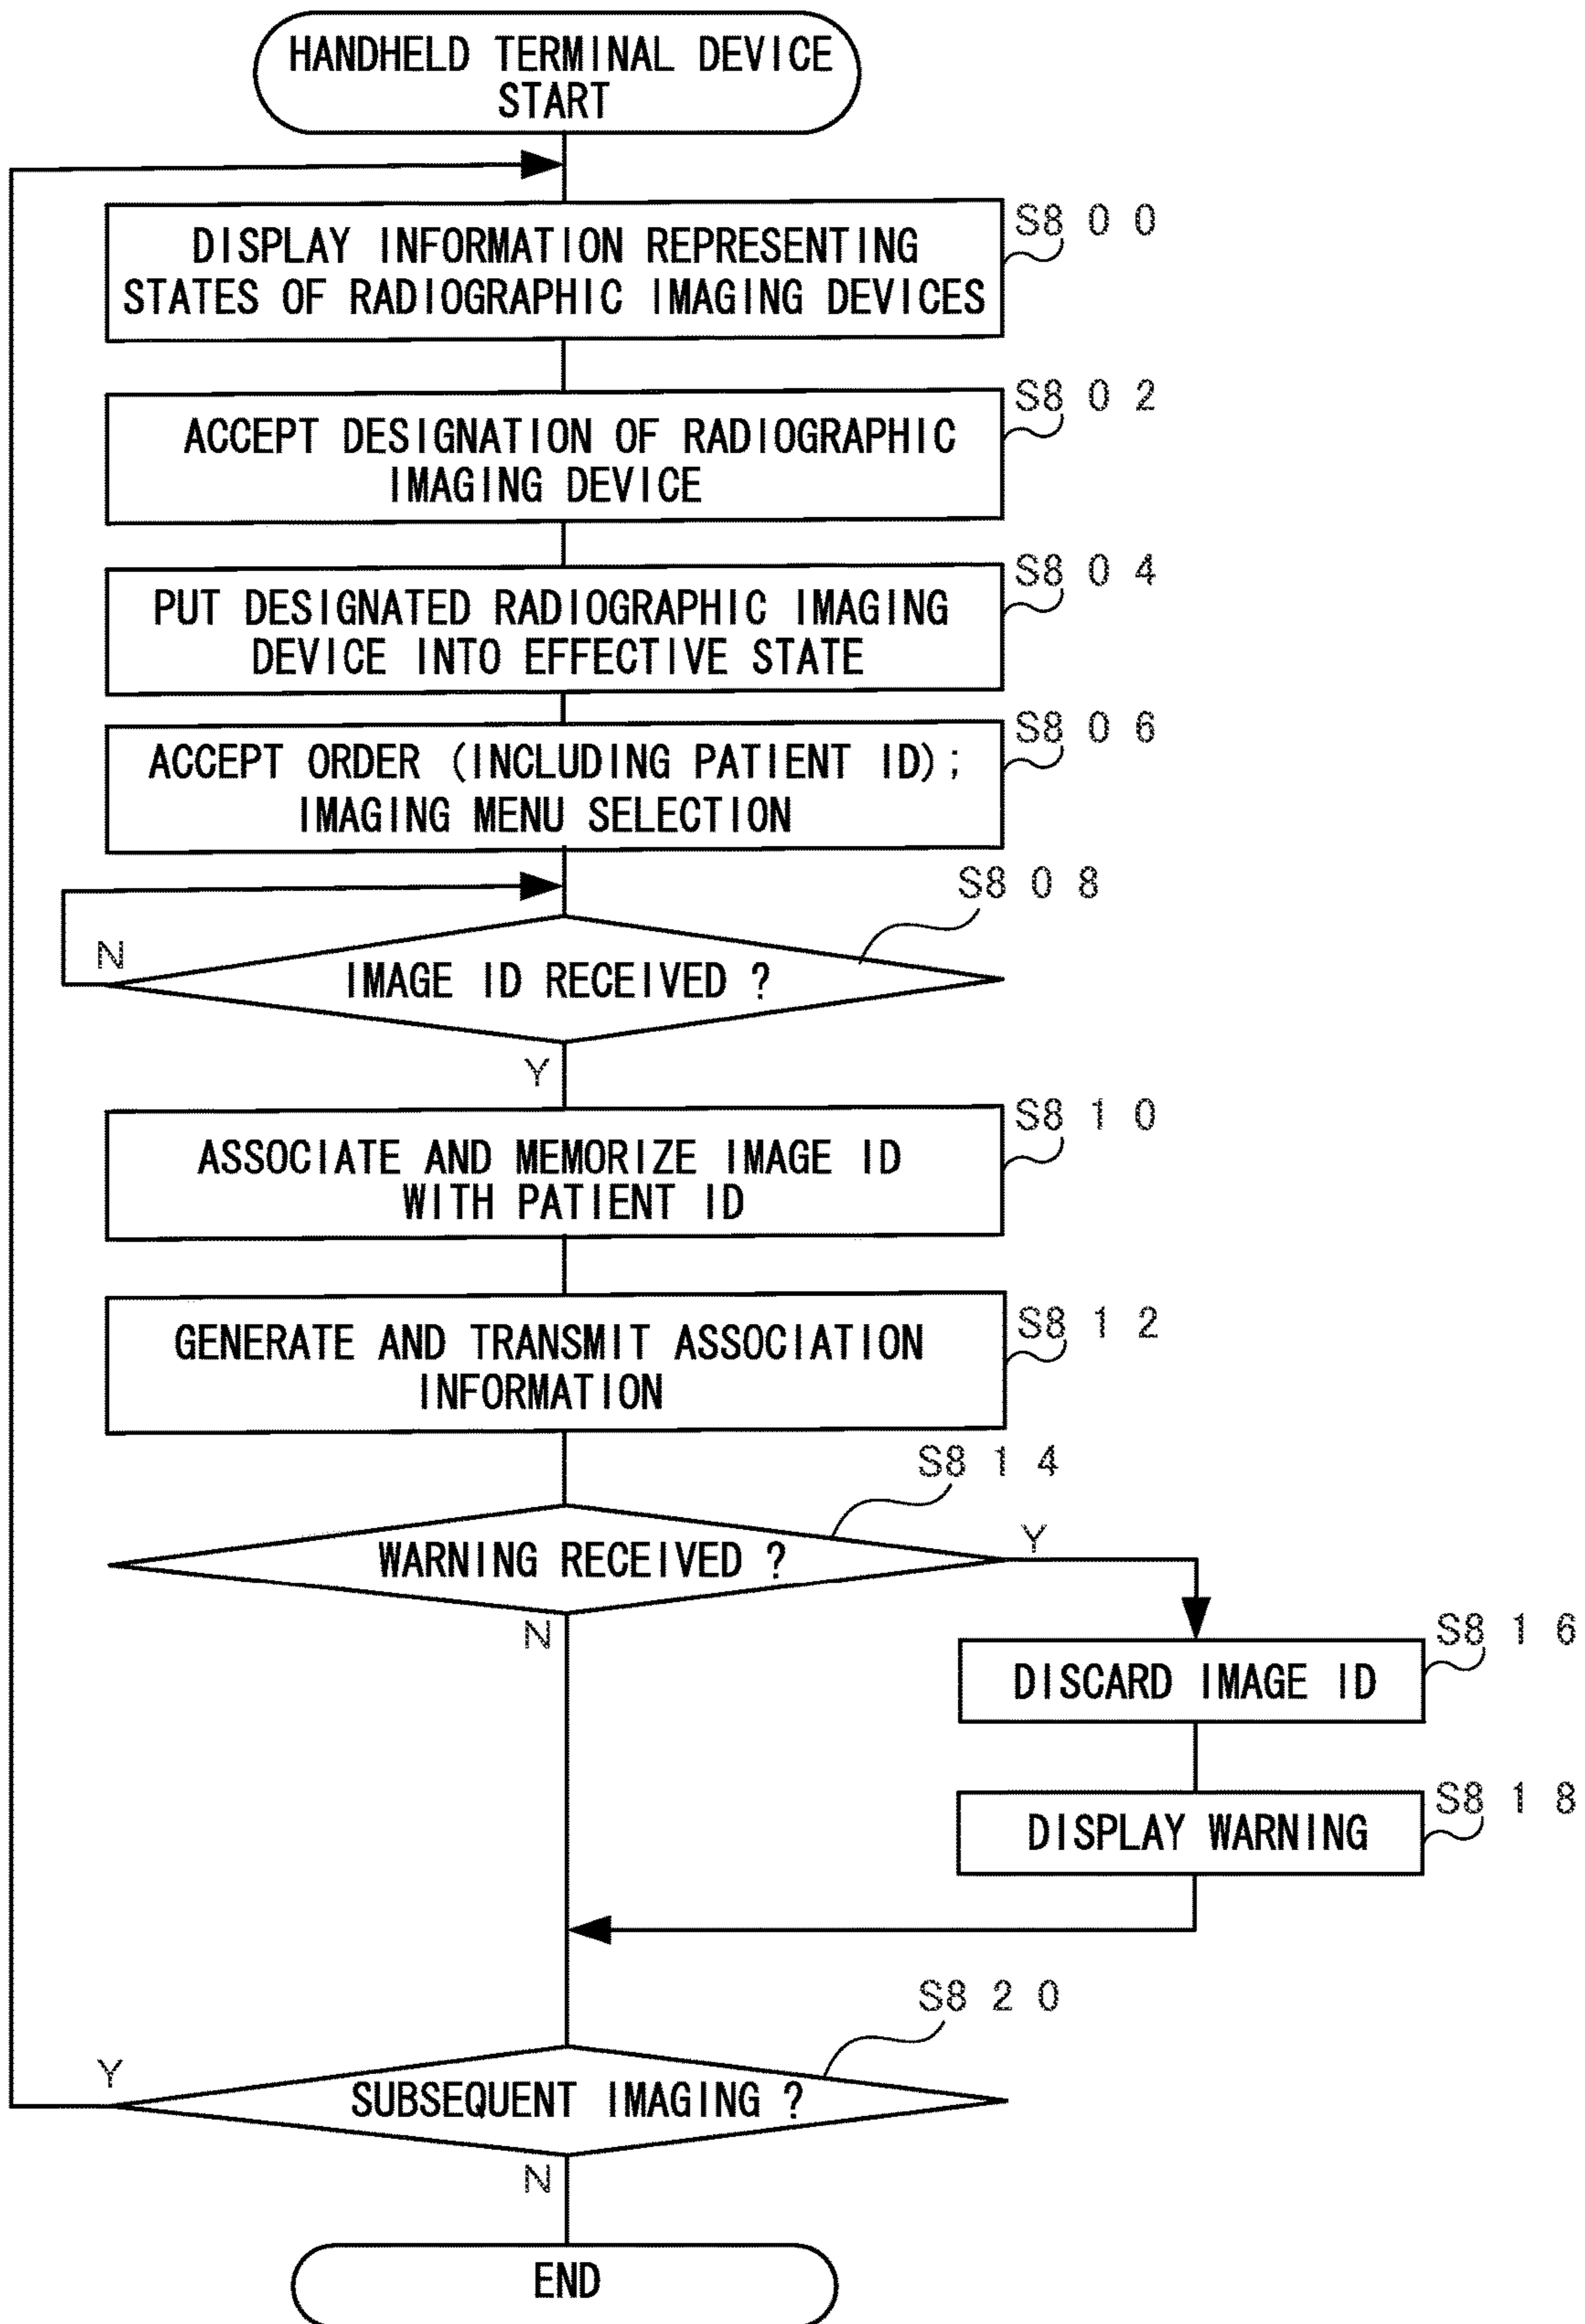 HANDHELD TERMINAL DEVICE
START
S800
DISPLAY INFORMATION REPRESENTING
STATES OF RADIOGRAPHIC IMAGING DEVICES
S802
ACCEPT DESIGNATION OF RADIOGRAPHIC
IMAGING DEVICE
S804
PUT DESIGNATED RADIOGRAPHIC IMAGING
DEVICE INTO EFFECTIVE STATE
S806
ACCEPT ORDER (INCLUDING PATIENT ID);
IMAGING MENU SELECTION
S808
N
IMAGE ID RECEIVED ?
Y
S810
ASSOCIATE AND MEMORIZE IMAGE ID
WITH PATIENT ID
S812
GENERATE AND TRANSMIT ASSOCIATION
INFORMATION
S814
Y
WARNING RECEIVED ?
N
S816
DISCARD IMAGE ID
S818
DISPLAY WARNING
S820
Y
SUBSEQUENT IMAGING ?
N
END